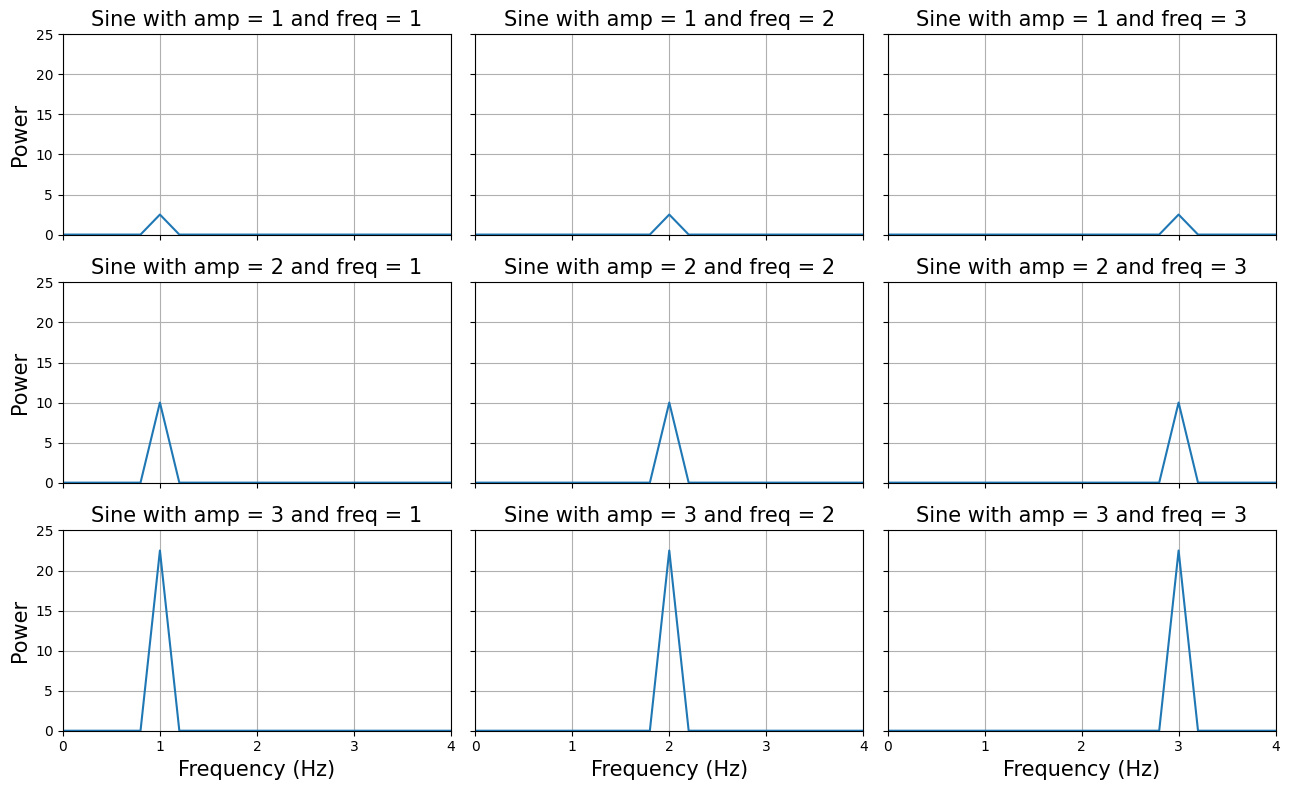 Sine with amp = 1 and freq = 1
Sine with amp = 1 and freq = 2
Sine with amp = 1 and freq = 3
25
20
15
10
5
0
Power
Sine with amp = 2 and freq = 1
Sine with amp = 2 and freq = 2
Sine with amp = 2 and freq = 3
25
20
15
10
5
0
Power
Sine with amp = 3 and freq = 1
Sine with amp = 3 and freq = 2
Sine with amp = 3 and freq = 3
25
20
15
10
5
0
Power
0 1 2 3 4
0 1 2 3 4
0 1 2 3 4
Frequency (Hz)
Frequency (Hz)
Frequency (Hz)